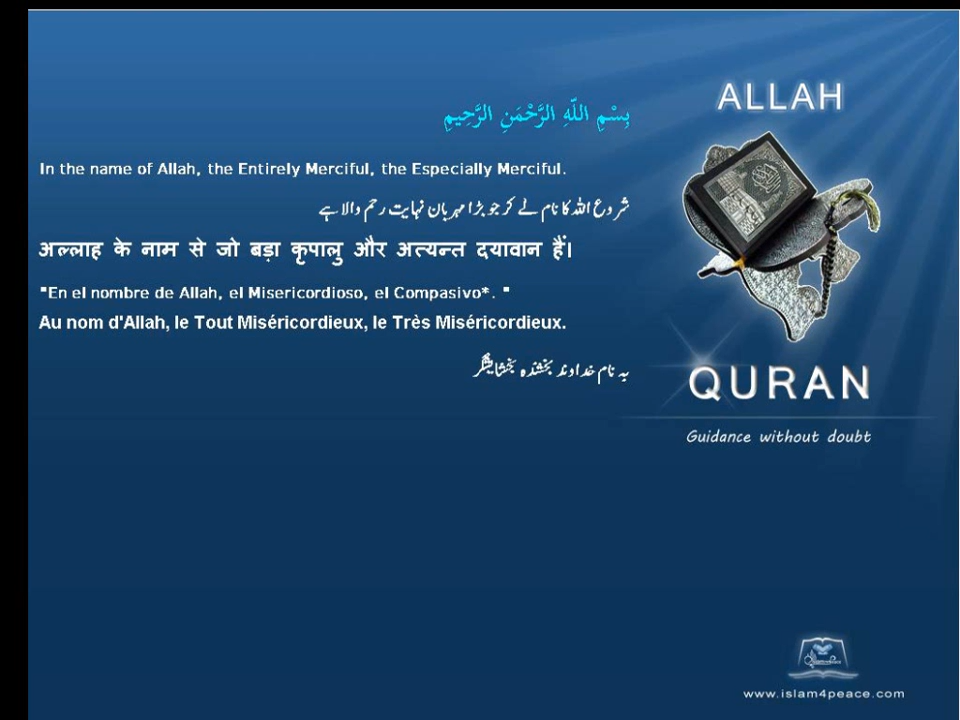 بِسْمِ اللَّهِ الرَّحْمَنِ الرَّحِيمِ
In the name of Allah, the Entirely Merciful, the Especially Merciful.
شروع اللہ کا نام لے کر جو بڑا مہربان نہایت رحم والا ہے
अल्लाह के नाम से जो बड़ा कृपालु और अत्यन्त दयावान हैं।
"En el nombre de Allah, el Misericordioso, el Compasivo*. "
Au nom d'Allah, le Tout Miséricordieux, le Très Miséricordieux.
به نام خداوند بخشنده بخشایشگر
ALLAH
QURAN
Guidance without doubt
www.islam4peace.com